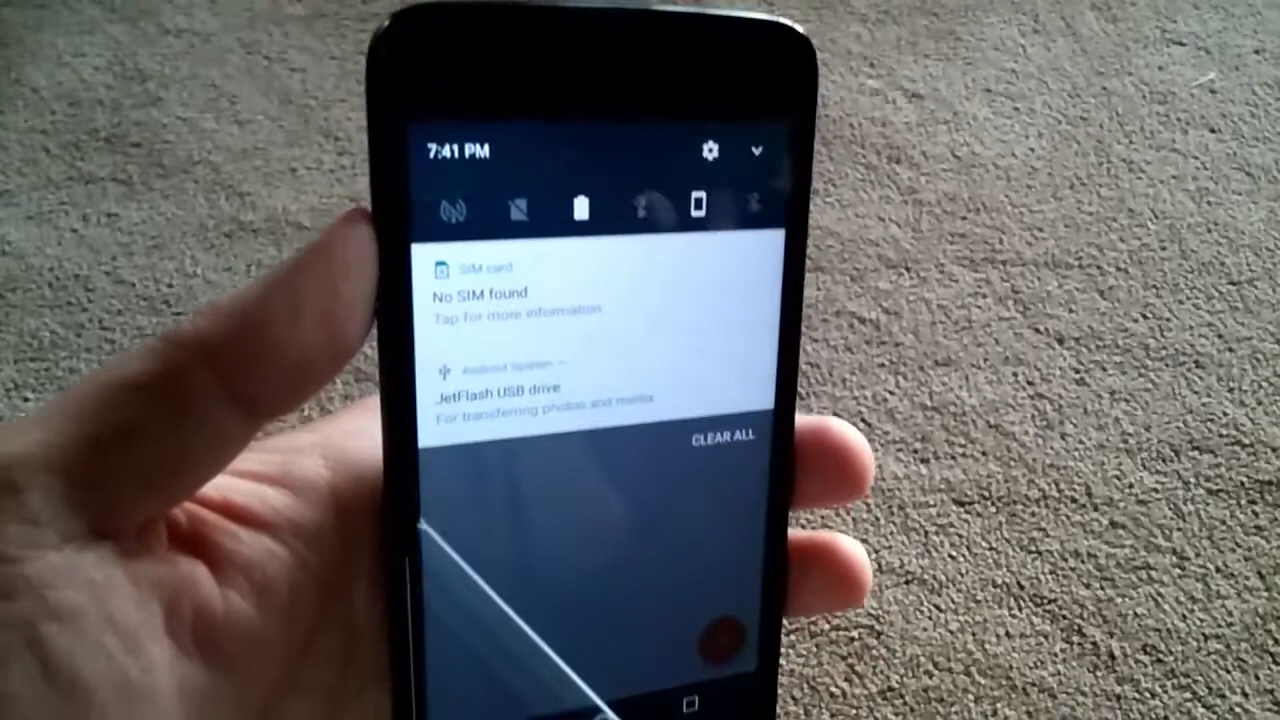 7:41 PM
SIM card
No SIM found
Tap for more information.
Android System
JetFlash USB drive
For transferring photos and media
CLEAR ALL